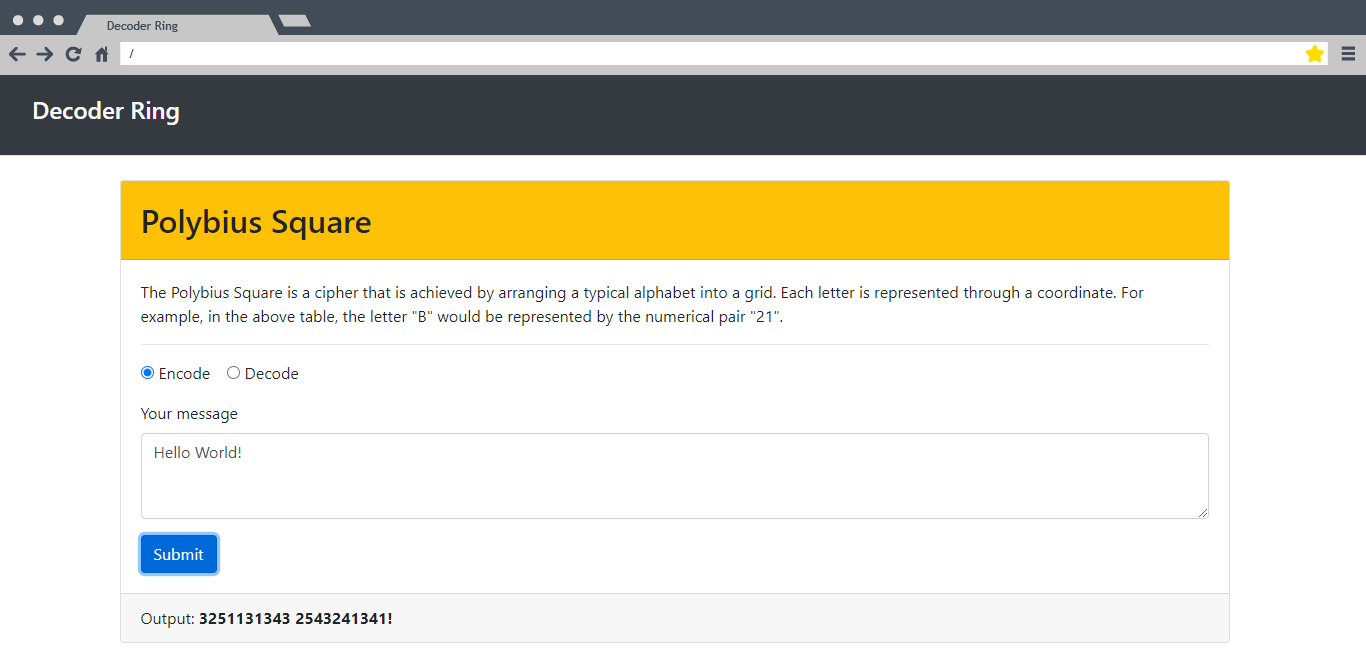 Decoder Ring
/
Decoder Ring
Polybius Square
The Polybius Square is a cipher that is achieved by arranging a typical alphabet into a grid. Each letter is represented through a coordinate. For
example, in the above table, the letter "B" would be represented by the numerical pair "21".
Encode Decode
Your message
Hello World!
Submit
Output: 3251131343 2543241341!